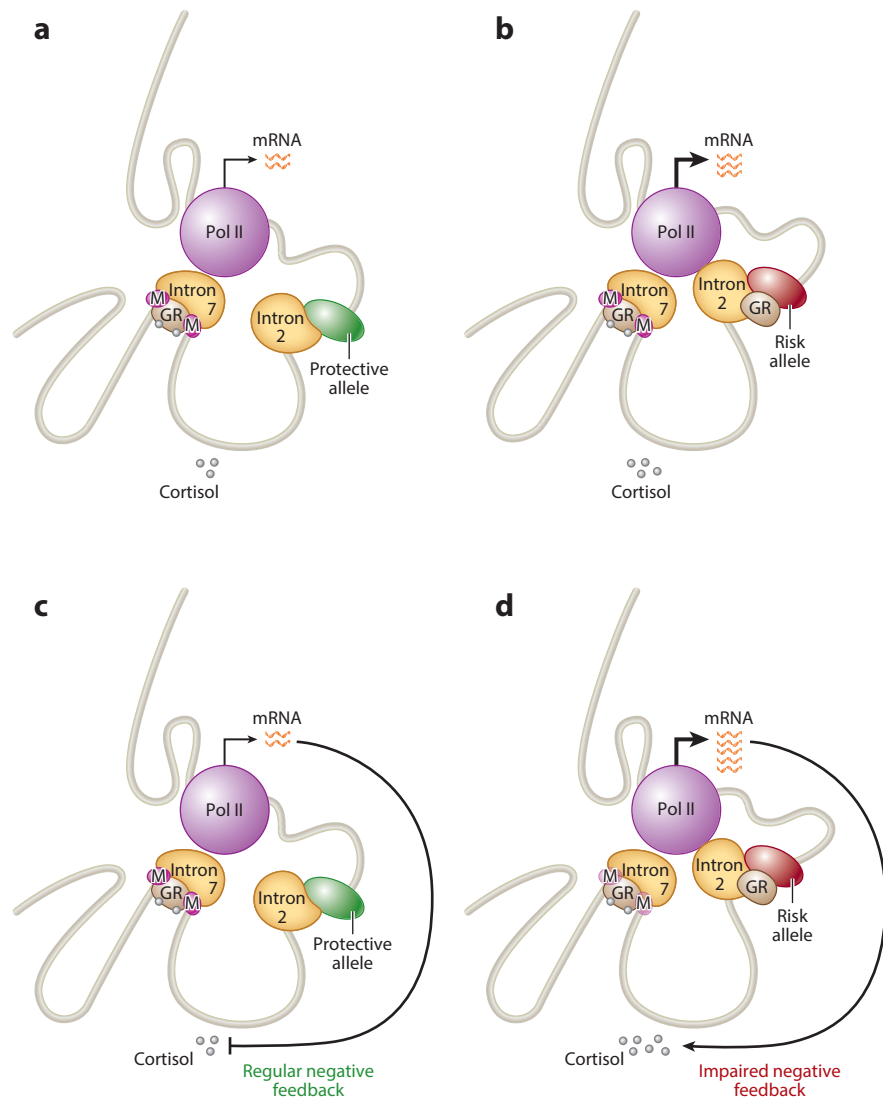 a
mRNA
Pol II
Intron
7
M
GR
M
Intron
2
Protective
allele
Cortisol
b
mRNA
Pol II
Intron
7
M
GR
M
Intron
2
GR
Risk
allele
Cortisol
c
mRNA
Pol II
Intron
7
M
GR
M
Intron
2
Protective
allele
Cortisol
Regular negative
feedback
d
mRNA
Pol II
Intron
7
M
GR
M
Intron
2
GR
Risk
allele
Cortisol
Impaired negative
feedback